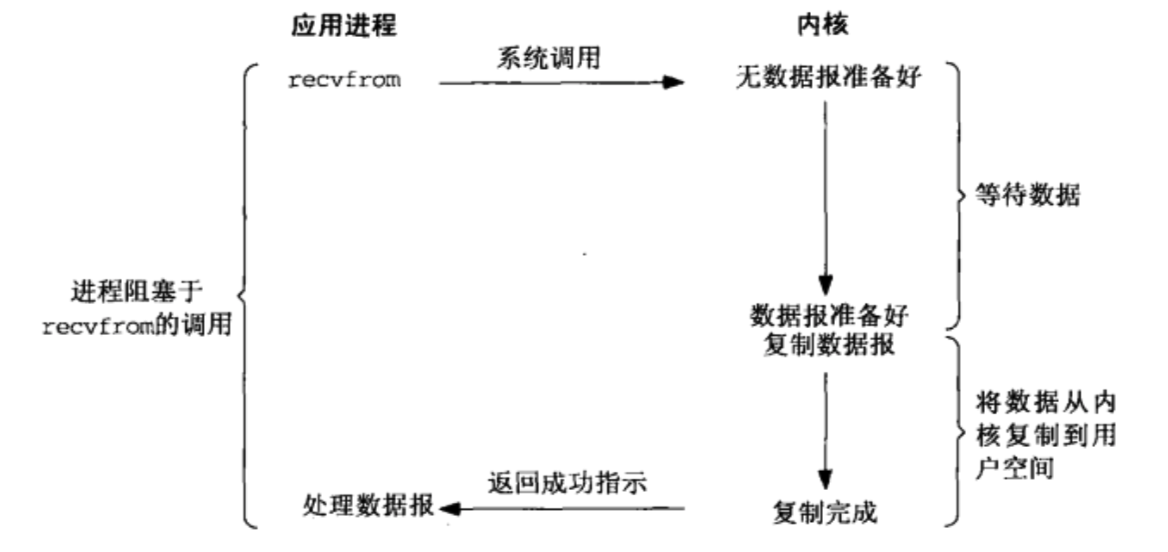 应用进程
内核
系统调用
recvfrom
无数据报准备好
等待数据
进程阻塞于
recvfrom的调用
数据报准备好
复制数据报
将数据从内
核复制到用
户空间
返回成功指示
处理数据报
复制完成